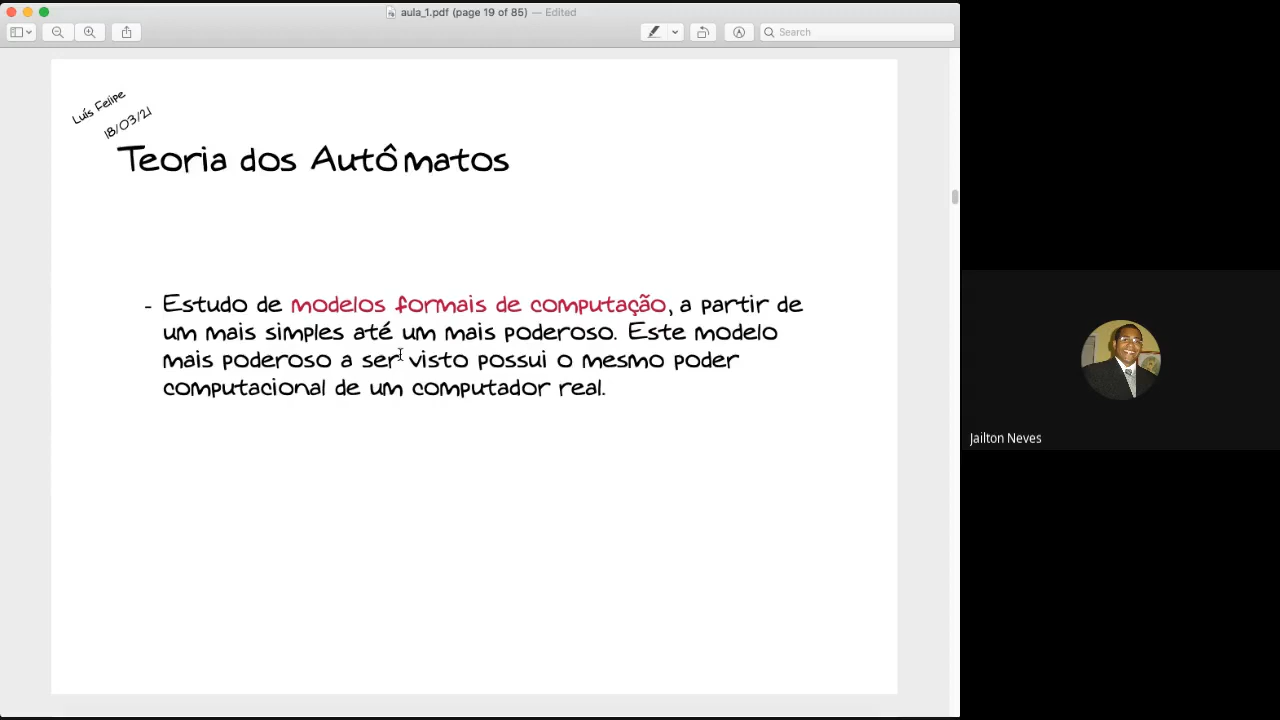 aula_1.pdf (page 19 of 85) — Edited
Search
Luís Felipe
18/03/21
Teoria dos Autômatos
- Estudo de modelos formais de computação, a partir de
um mais simples até um mais poderoso. Este modelo
mais poderoso a ser visto possui o mesmo poder
computacional de um computador real.
Jailton Neves